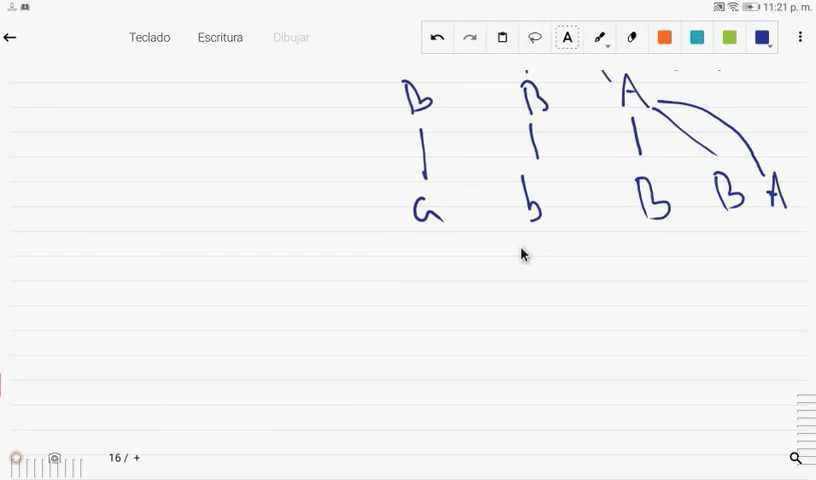 11:21 p. m.
Teclado Escritura Dibujar A
B B A
a b B B A
16 / +